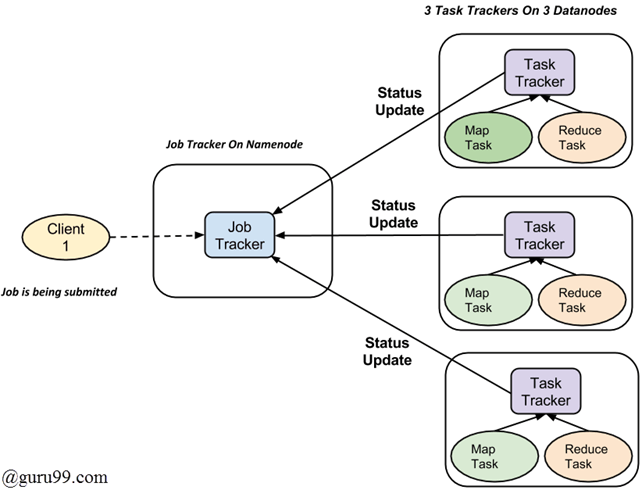 3 Task Trackers On 3 Datanodes
Task
Tracker
Status
Update
Map
Task
Reduce
Task
Job Tracker On Namenode
Client
1
Job
Tracker
Status
Update
Task
Tracker
Map
Task
Reduce
Task
Job is being submitted
Status
Update
Task
Tracker
Map
Task
Reduce
Task
@guru99.com